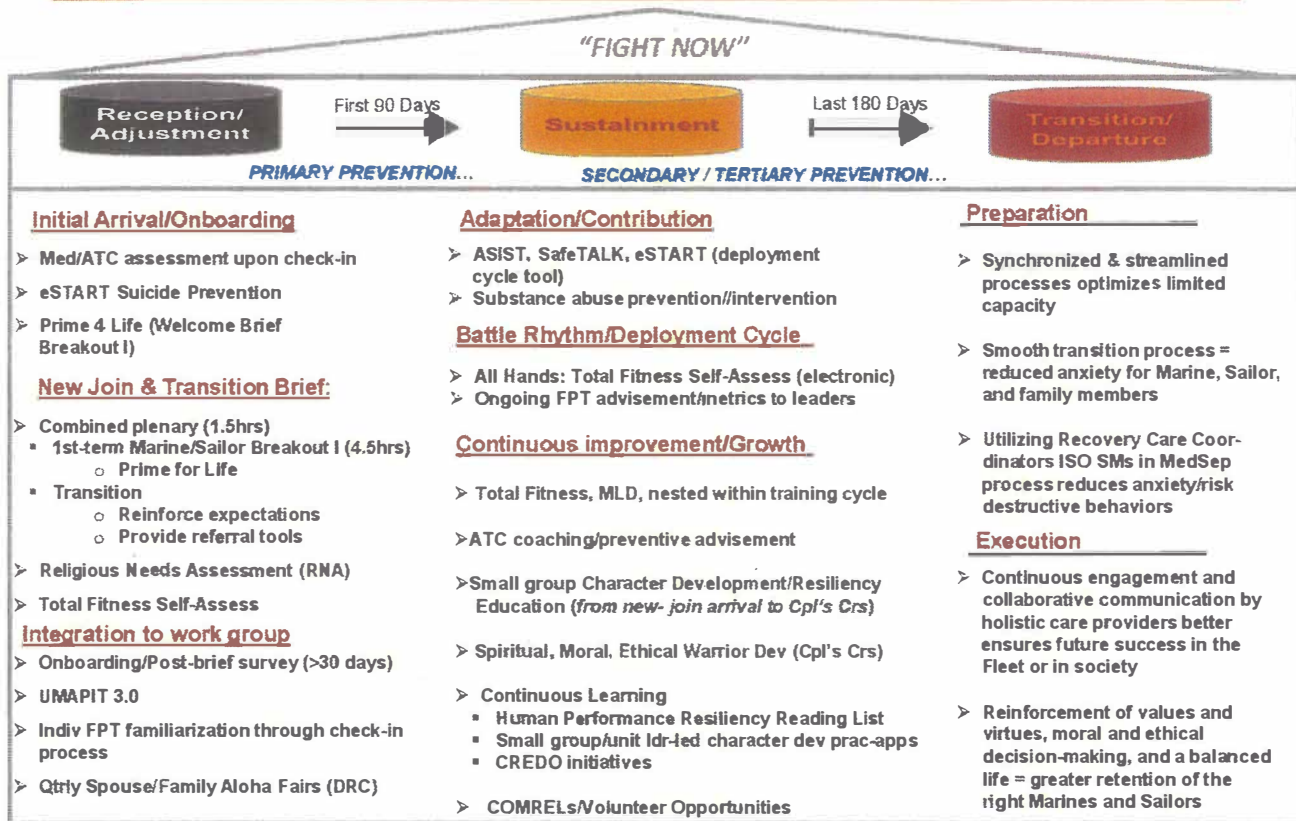 "FIGHT NOW"
Reception/
Adjustment
First 90 Days
Sustainment
Last 180 Days
Transition/
Departure
PRIMARY PREVENTION...
SECONDARY / TERTIARY PREVENTION...
Initial Arrival/Onboarding
➢ Med/ATC assessment upon check-in
➢ eSTART Suicide Prevention
➢ Prime 4 Life (Welcome Brief
Breakout I)
New Join & Transition Brief:
➢ Combined plenary (1.5hrs)
▪ 1st-term Marine/Sailor Breakout I (4.5hrs)
o Prime for Life
▪ Transition
o Reinforce expectations
o Provide referral tools
➢ Religious Needs Assessment (RNA)
➢ Total Fitness Self-Assess
Integration to work group
➢ Onboarding/Post-brief survey (>30 days)
➢ UMAPIT 3.0
➢ Indiv FPT familiarization through check-in
process
➢ Qtrly Spouse/Family Aloha Fairs (DRC)
Adaptation/Contribution
➢ ASIST, SafeTALK, eSTART (deployment
cycle tool)
➢ Substance abuse prevention//intervention
Battle Rhythm/Deployment Cycle
➢ All Hands: Total Fitness Self-Assess (electronic)
➢ Ongoing FPT advisement/metrics to leaders
Continuous improvement/Growth
➢ Total Fitness, MLD, nested within training cycle
➢ATC coaching/preventive advisement
➢Small group Character Development/Resiliency
Education (from new- join arrival to Cpl's Crs)
➢ Spiritual, Moral, Ethical Warrior Dev (Cpl's Crs)
➢ Continuous Learning
▪ Human Performance Resiliency Reading List
▪ Small group/unit ldr-led character dev prac-apps
▪ CREDO initiatives
➢ COMRELs/Volunteer Opportunities
Preparation
➢ Synchronized & streamlined
processes optimizes limited
capacity
➢ Smooth transition process =
reduced anxiety for Marine, Sailor,
and family members
➢ Utilizing Recovery Care Coor-
dinators ISO SMs in MedSep
process reduces anxiety/risk
destructive behaviors
Execution
➢ Continuous engagement and
collaborative communication by
holistic care providers better
ensures future success in the
Fleet or in society
➢ Reinforcement of values and
virtues, moral and ethical
decision-making, and a balanced
life = greater retention of the
right Marines and Sailors